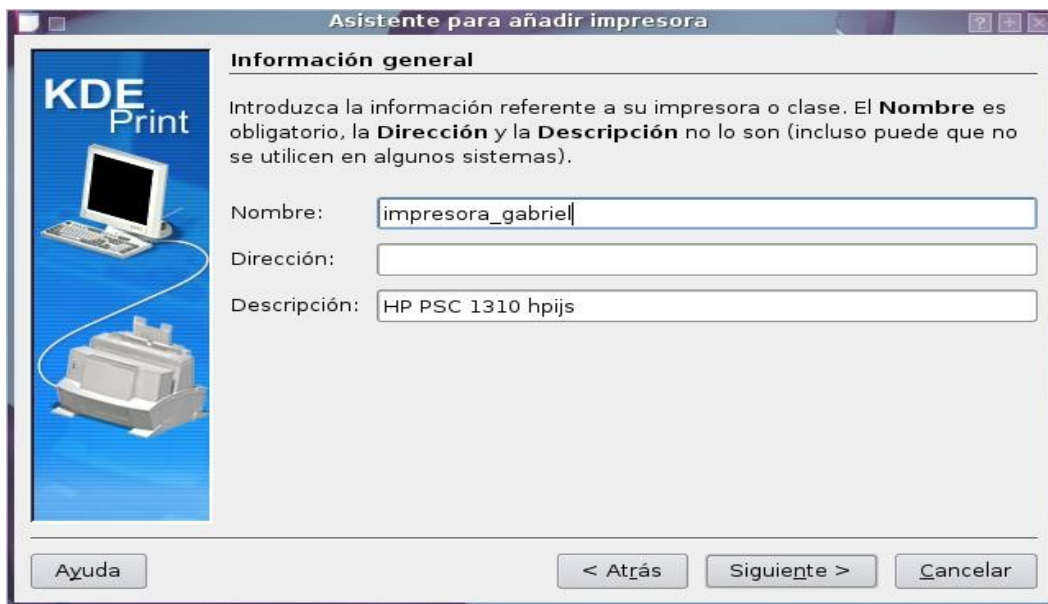 Asistente para añadir impresora
KDE
Print
Información general
Introduzca la información referente a su impresora o clase. El Nombre es
obligatorio, la Dirección y la Descripción no lo son (incluso puede que no
se utilicen en algunos sistemas).
Nombre: impresora_gabriel
Dirección:
Descripción: HP PSC 1310 hpijs
Ayuda < Atrás Siguiente > Cancelar